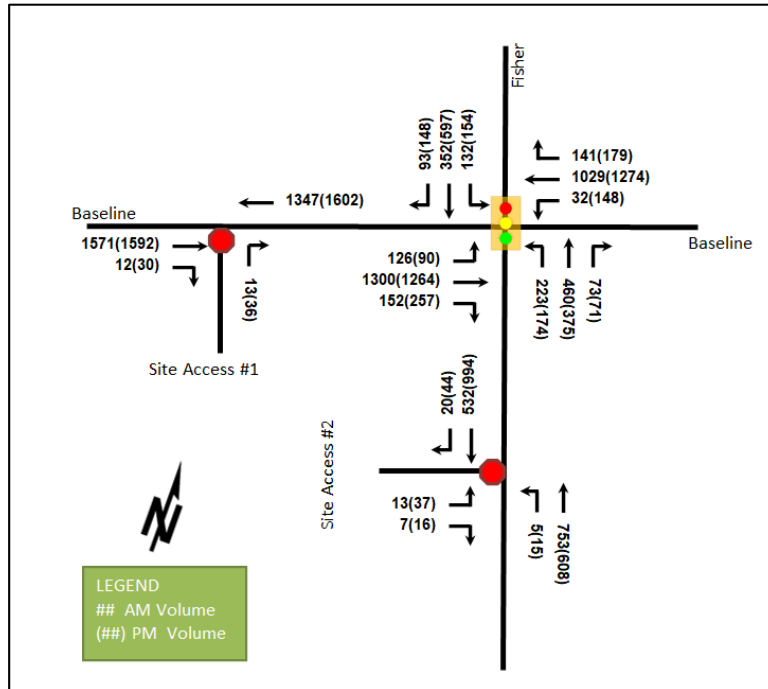 Fisher
93(148)
352(597)
132(154)
141(179)
1029(1274)
32(148)
1347(1602)
Baseline
Baseline
1571(1592)
12(30)
13(36)
126(90)
1300(1264)
152(257)
223(174)
460(375)
73(71)
Site Access #1
20(44)
532(994)
Site Access #2
13(37)
7(16)
5(15)
753(608)
N
LEGEND
## AM Volume
(##) PM Volume